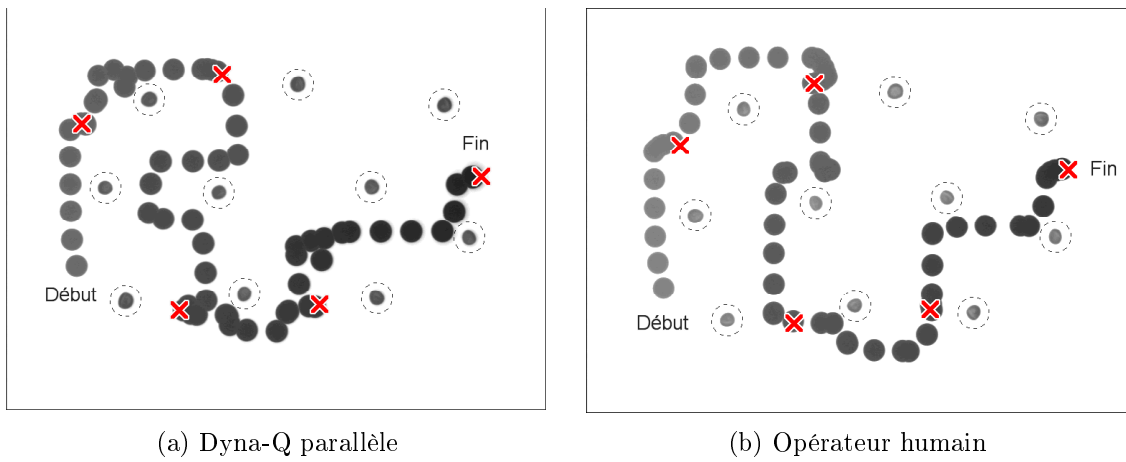 Fin
Début
Fin
Début
(a) Dyna-Q parallèle
(b) Opérateur humain